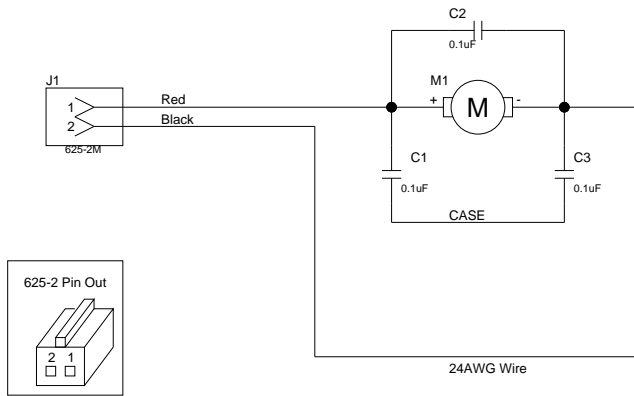 C2
0.1uF
J1
M1
Red
1
+
M
-
2
Black
625-2M
C1
C3
0.1uF
0.1uF
CASE
625-2 Pin Out
2 1
24AWG Wire